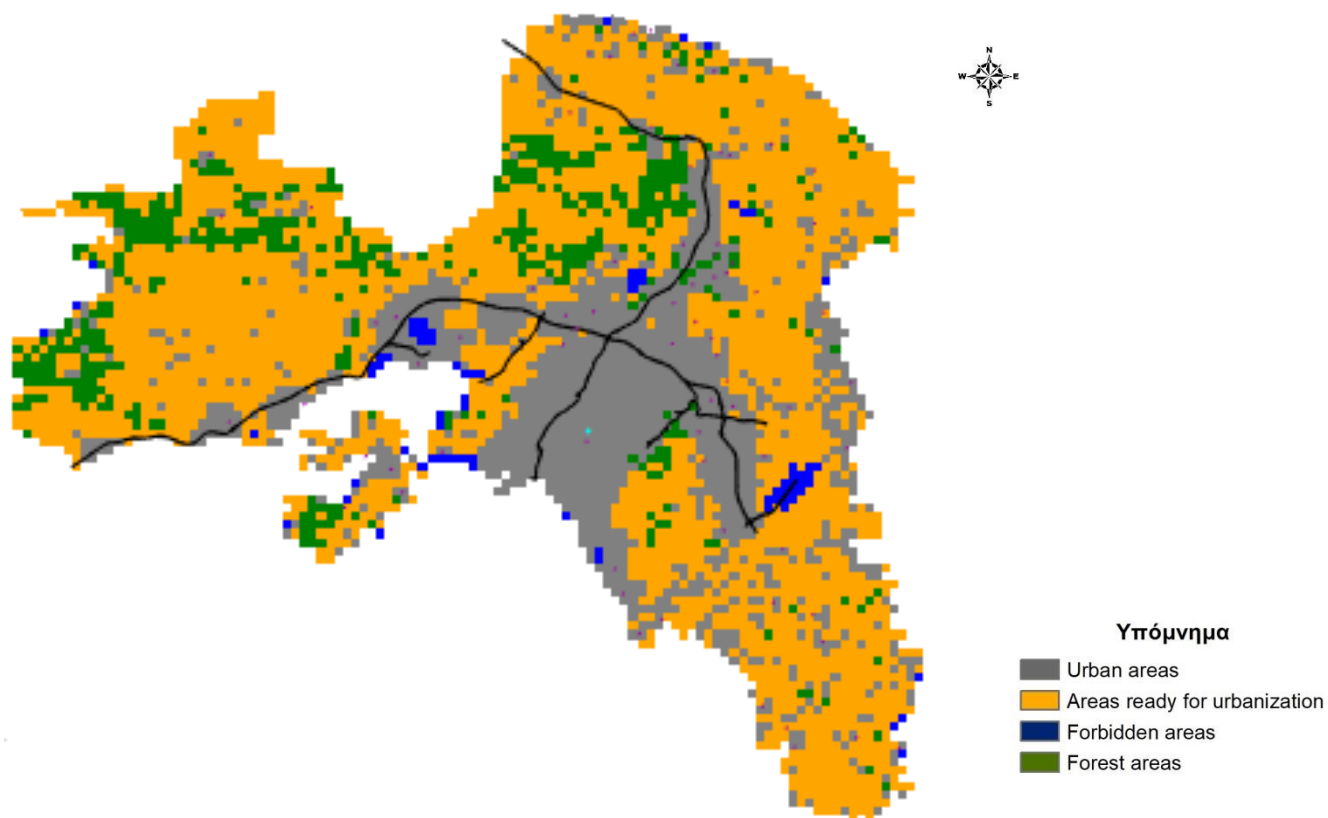 N
W E
S
Υπόμνημα
Urban areas
Areas ready for urbanization
Forbidden areas
Forest areas